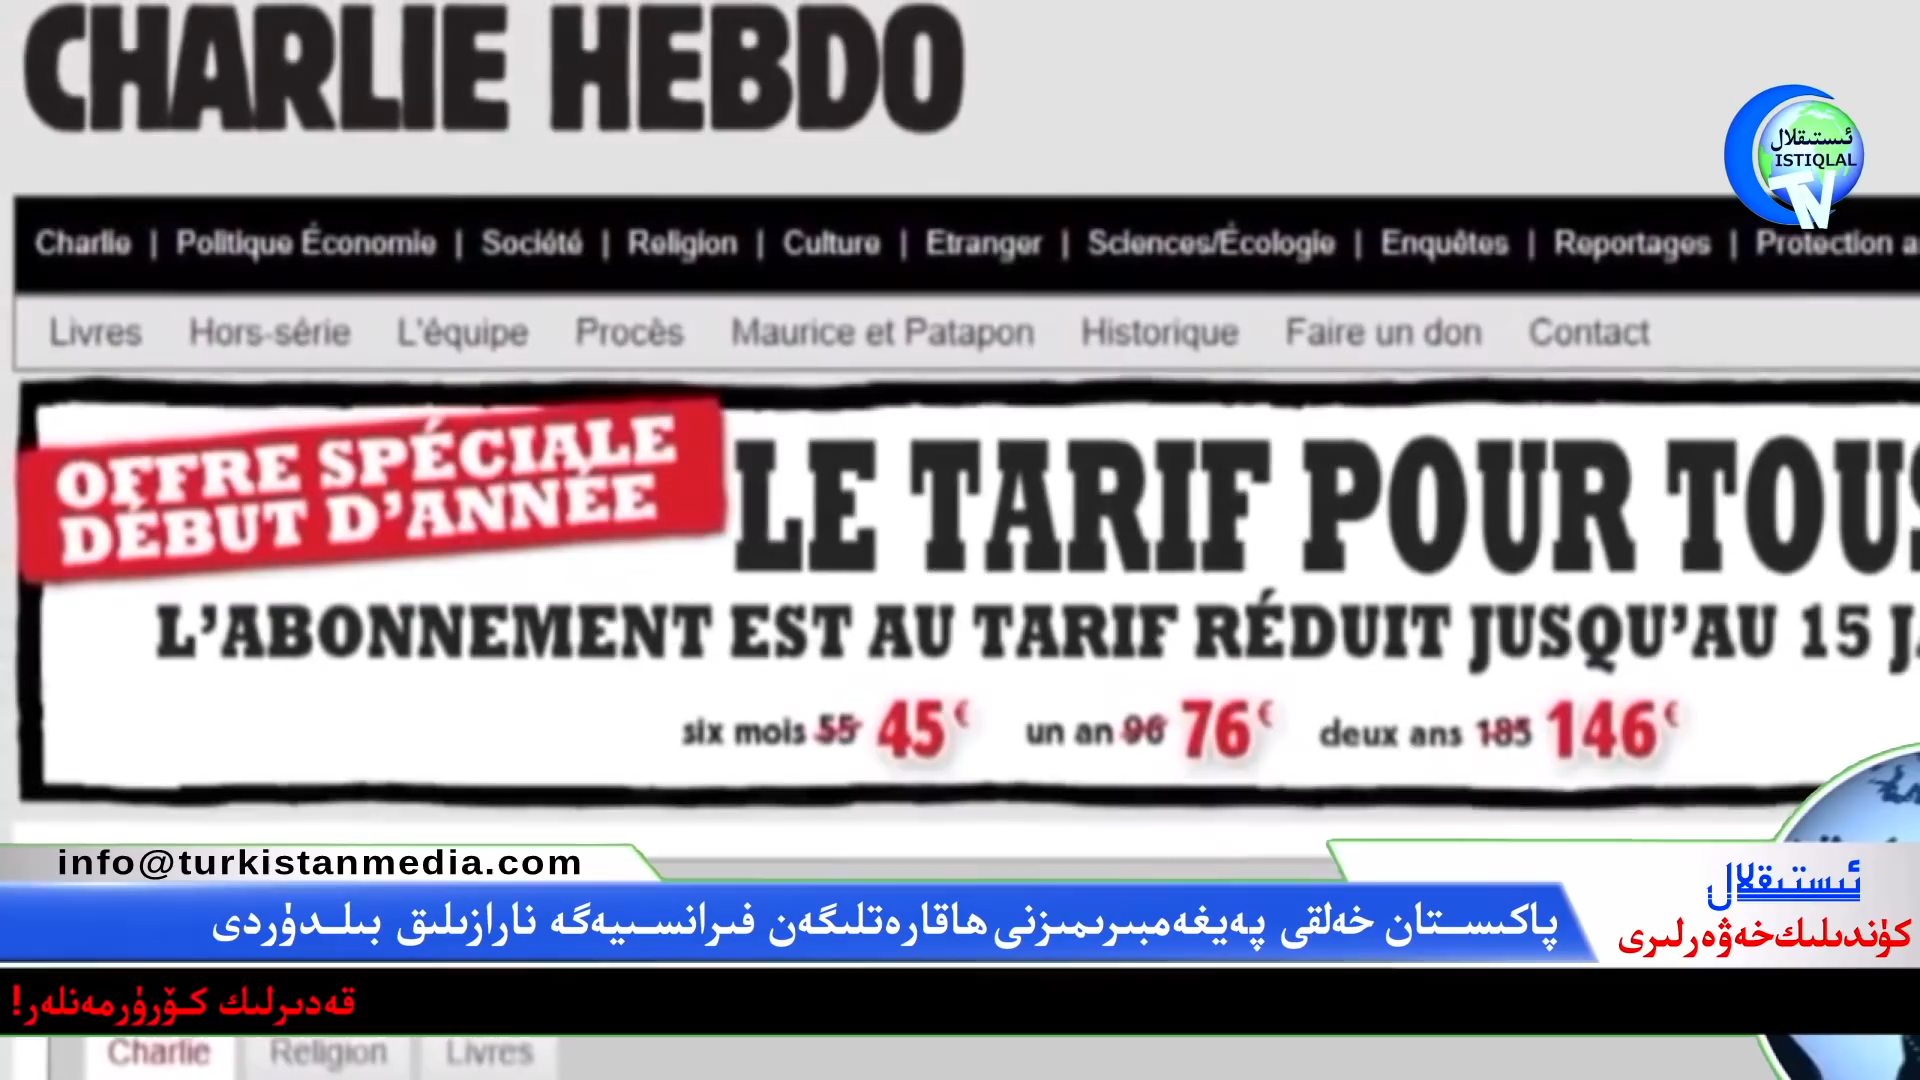 CHARLIE HEBDO
ئىستىقلال
ISTIQLAL
TV
Charlie | Politique Économie | Société | Religion | Culture | Etranger | Sciences/Écologie | Enquêtes | Reportages | Protection a
Livres Hors-série L'équipe Procès Maurice et Patapon Historique Faire un don Contact
OFFRE SPÉCIALE
DÉBUT D'ANNÉE
LE TARIF POUR TOUS
L'ABONNEMENT EST AU TARIF RÉDUIT JUSQU'AU 15 JA
six mois 55 45€ un an 96 76€ deux ans 185 146€
info@turkistanmedia.com
ئىستىقلال
كۈندىلىك خەۋەرلىرى
پاكىستان خەلقى پەيغەمبىرىمىزنى ھاقارەتلىگەن فىرانسىيەگە نارازىلىق بىلدۈردى
قەدىرلىك كۆرۈرمەنلەر!
Charlie Religion Livres